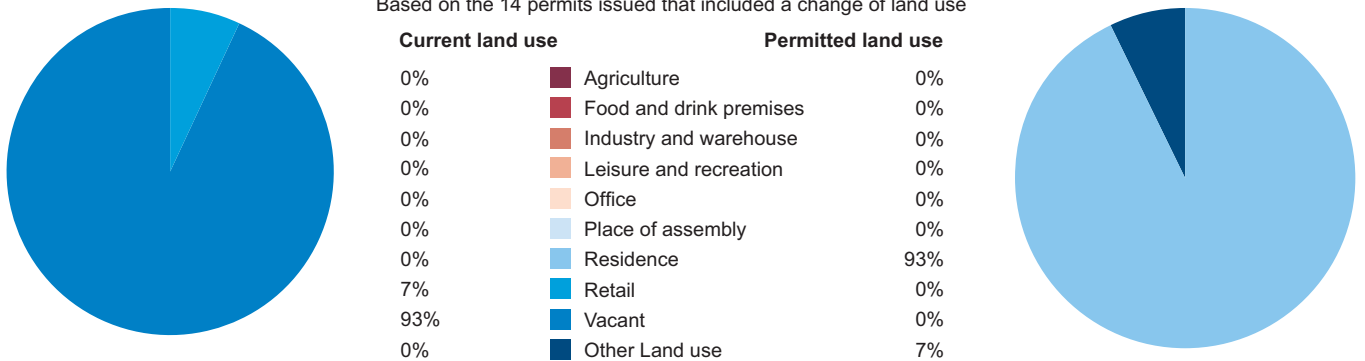 Based on the 14 permits issued that included a change of land use
Current land use Permitted land use
0% Agriculture 0%
0% Food and drink premises 0%
0% Industry and warehouse 0%
0% Leisure and recreation 0%
0% Office 0%
0% Place of assembly 0%
0% Residence 93%
7% Retail 0%
93% Vacant 0%
0% Other Land use 7%